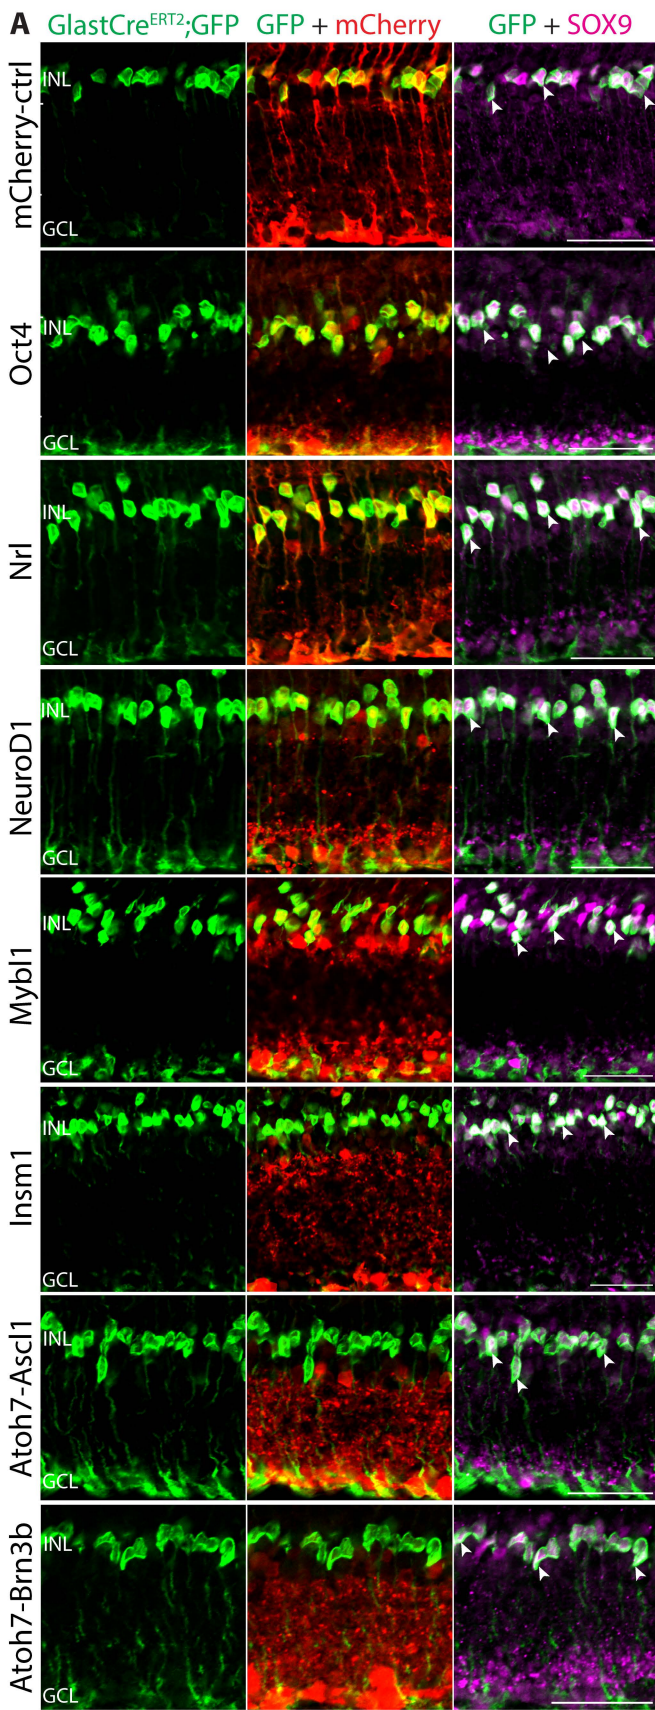 A
GlastCreERT2;GFP GFP + mCherry GFP + SOX9
mCherry-ctrl
INL
GCL
Oct4
INL
GCL
Nrl
INL
GCL
NeuroD1
INL
GCL
Mybl1
INL
GCL
Insm1
INL
GCL
Atoh7-Ascl1
INL
GCL
Atoh7-Brn3b
INL
GCL